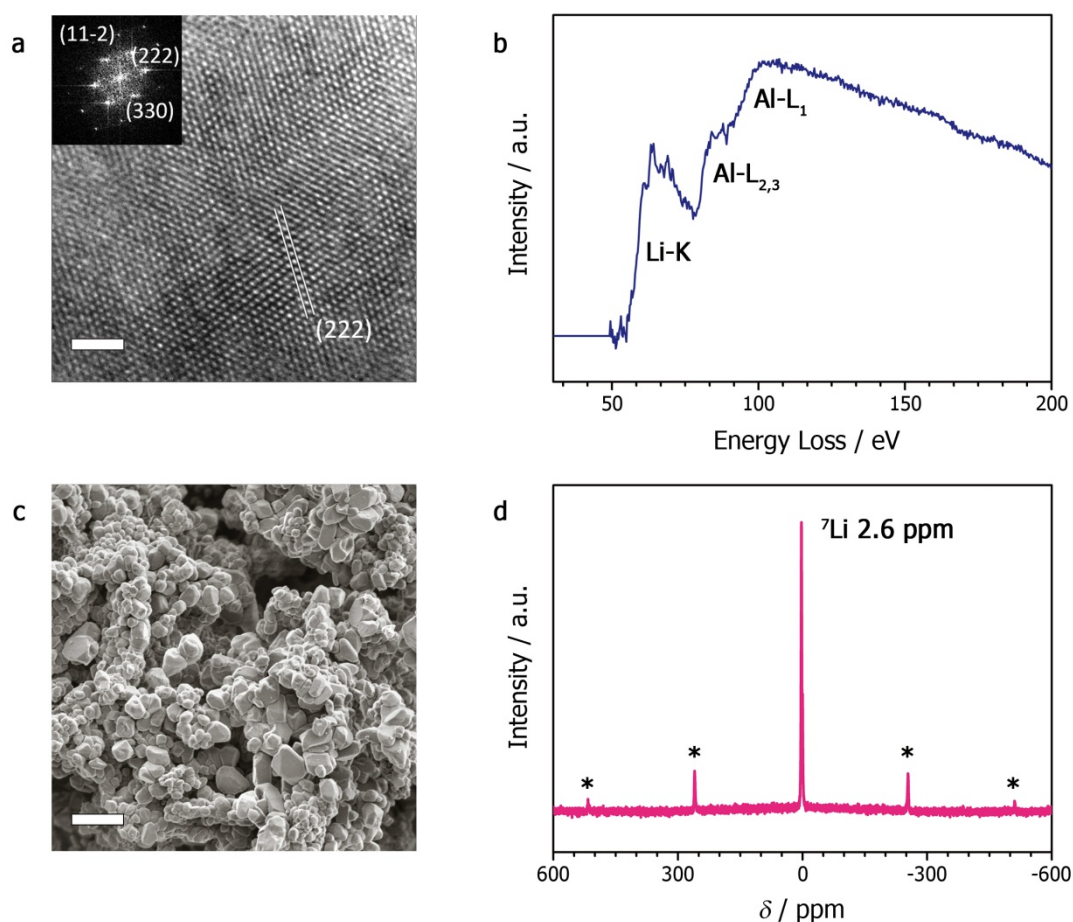 a
(11-2)
(222)
(330)
(222)
b
Intensity / a.u.
Li-K
Al-L2,3
Al-L1
50
100
150
200
Energy Loss / eV
c
d
Intensity / a.u.
⁷Li 2.6 ppm
*
*
*
*
600
300
0
-300
-600
δ / ppm